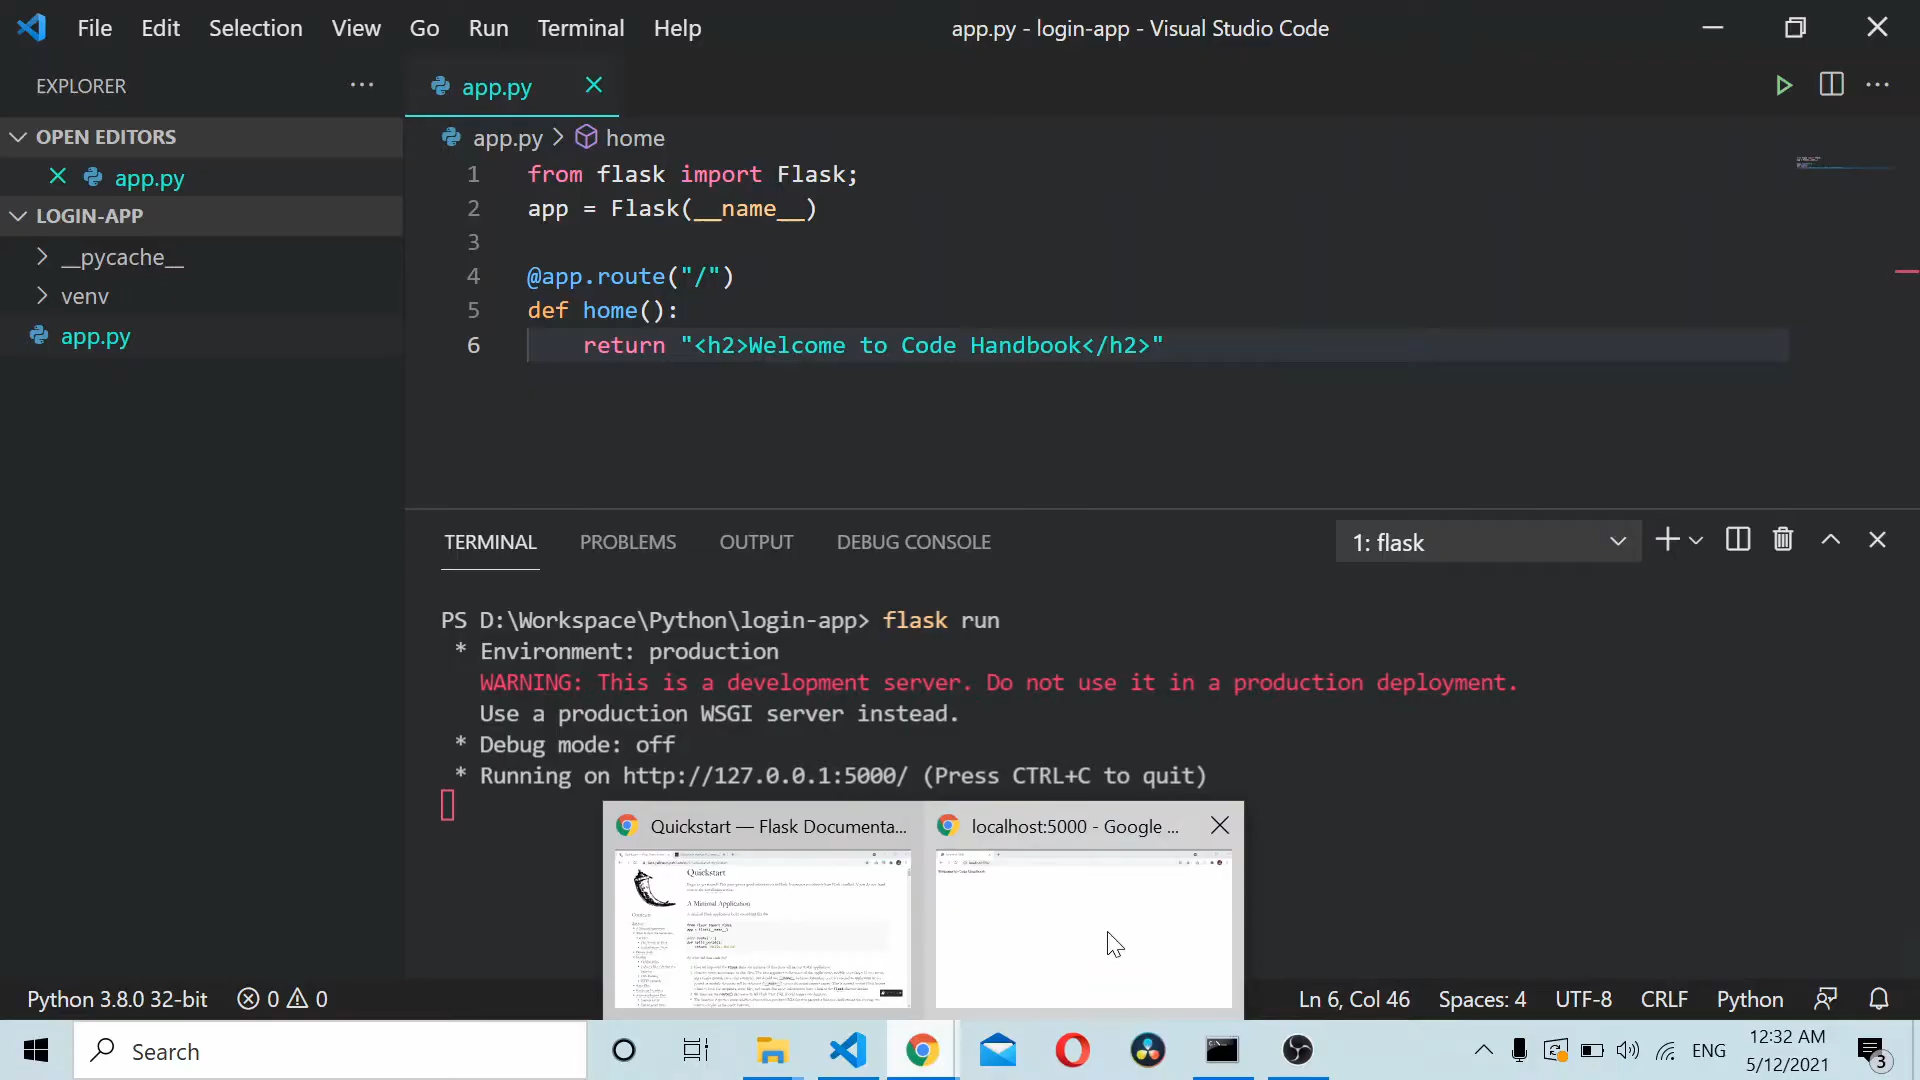 File Edit Selection View Go Run Terminal Help
app.py - login-app - Visual Studio Code
EXPLORER
OPEN EDITORS
app.py
LOGIN-APP
__pycache__
venv
app.py
app.py
app.py > home
1 from flask import Flask;
2 app = Flask(__name__)
3
4 @app.route("/")
5 def home():
6 return "<h2>Welcome to Code Handbook</h2>"
TERMINAL PROBLEMS OUTPUT DEBUG CONSOLE
1: flask
PS D:\Workspace\Python\login-app> flask run
* Environment: production
WARNING: This is a development server. Do not use it in a production deployment.
Use a production WSGI server instead.
* Debug mode: off
* Running on http://127.0.0.1:5000/ (Press CTRL+C to quit)
Quickstart — Flask Documenta...
localhost:5000 - Google ...
Quickstart
A Minimal Application
Python 3.8.0 32-bit 0 0
Ln 6, Col 46 Spaces: 4 UTF-8 CRLF Python
Search
ENG
12:32 AM
5/12/2021
3